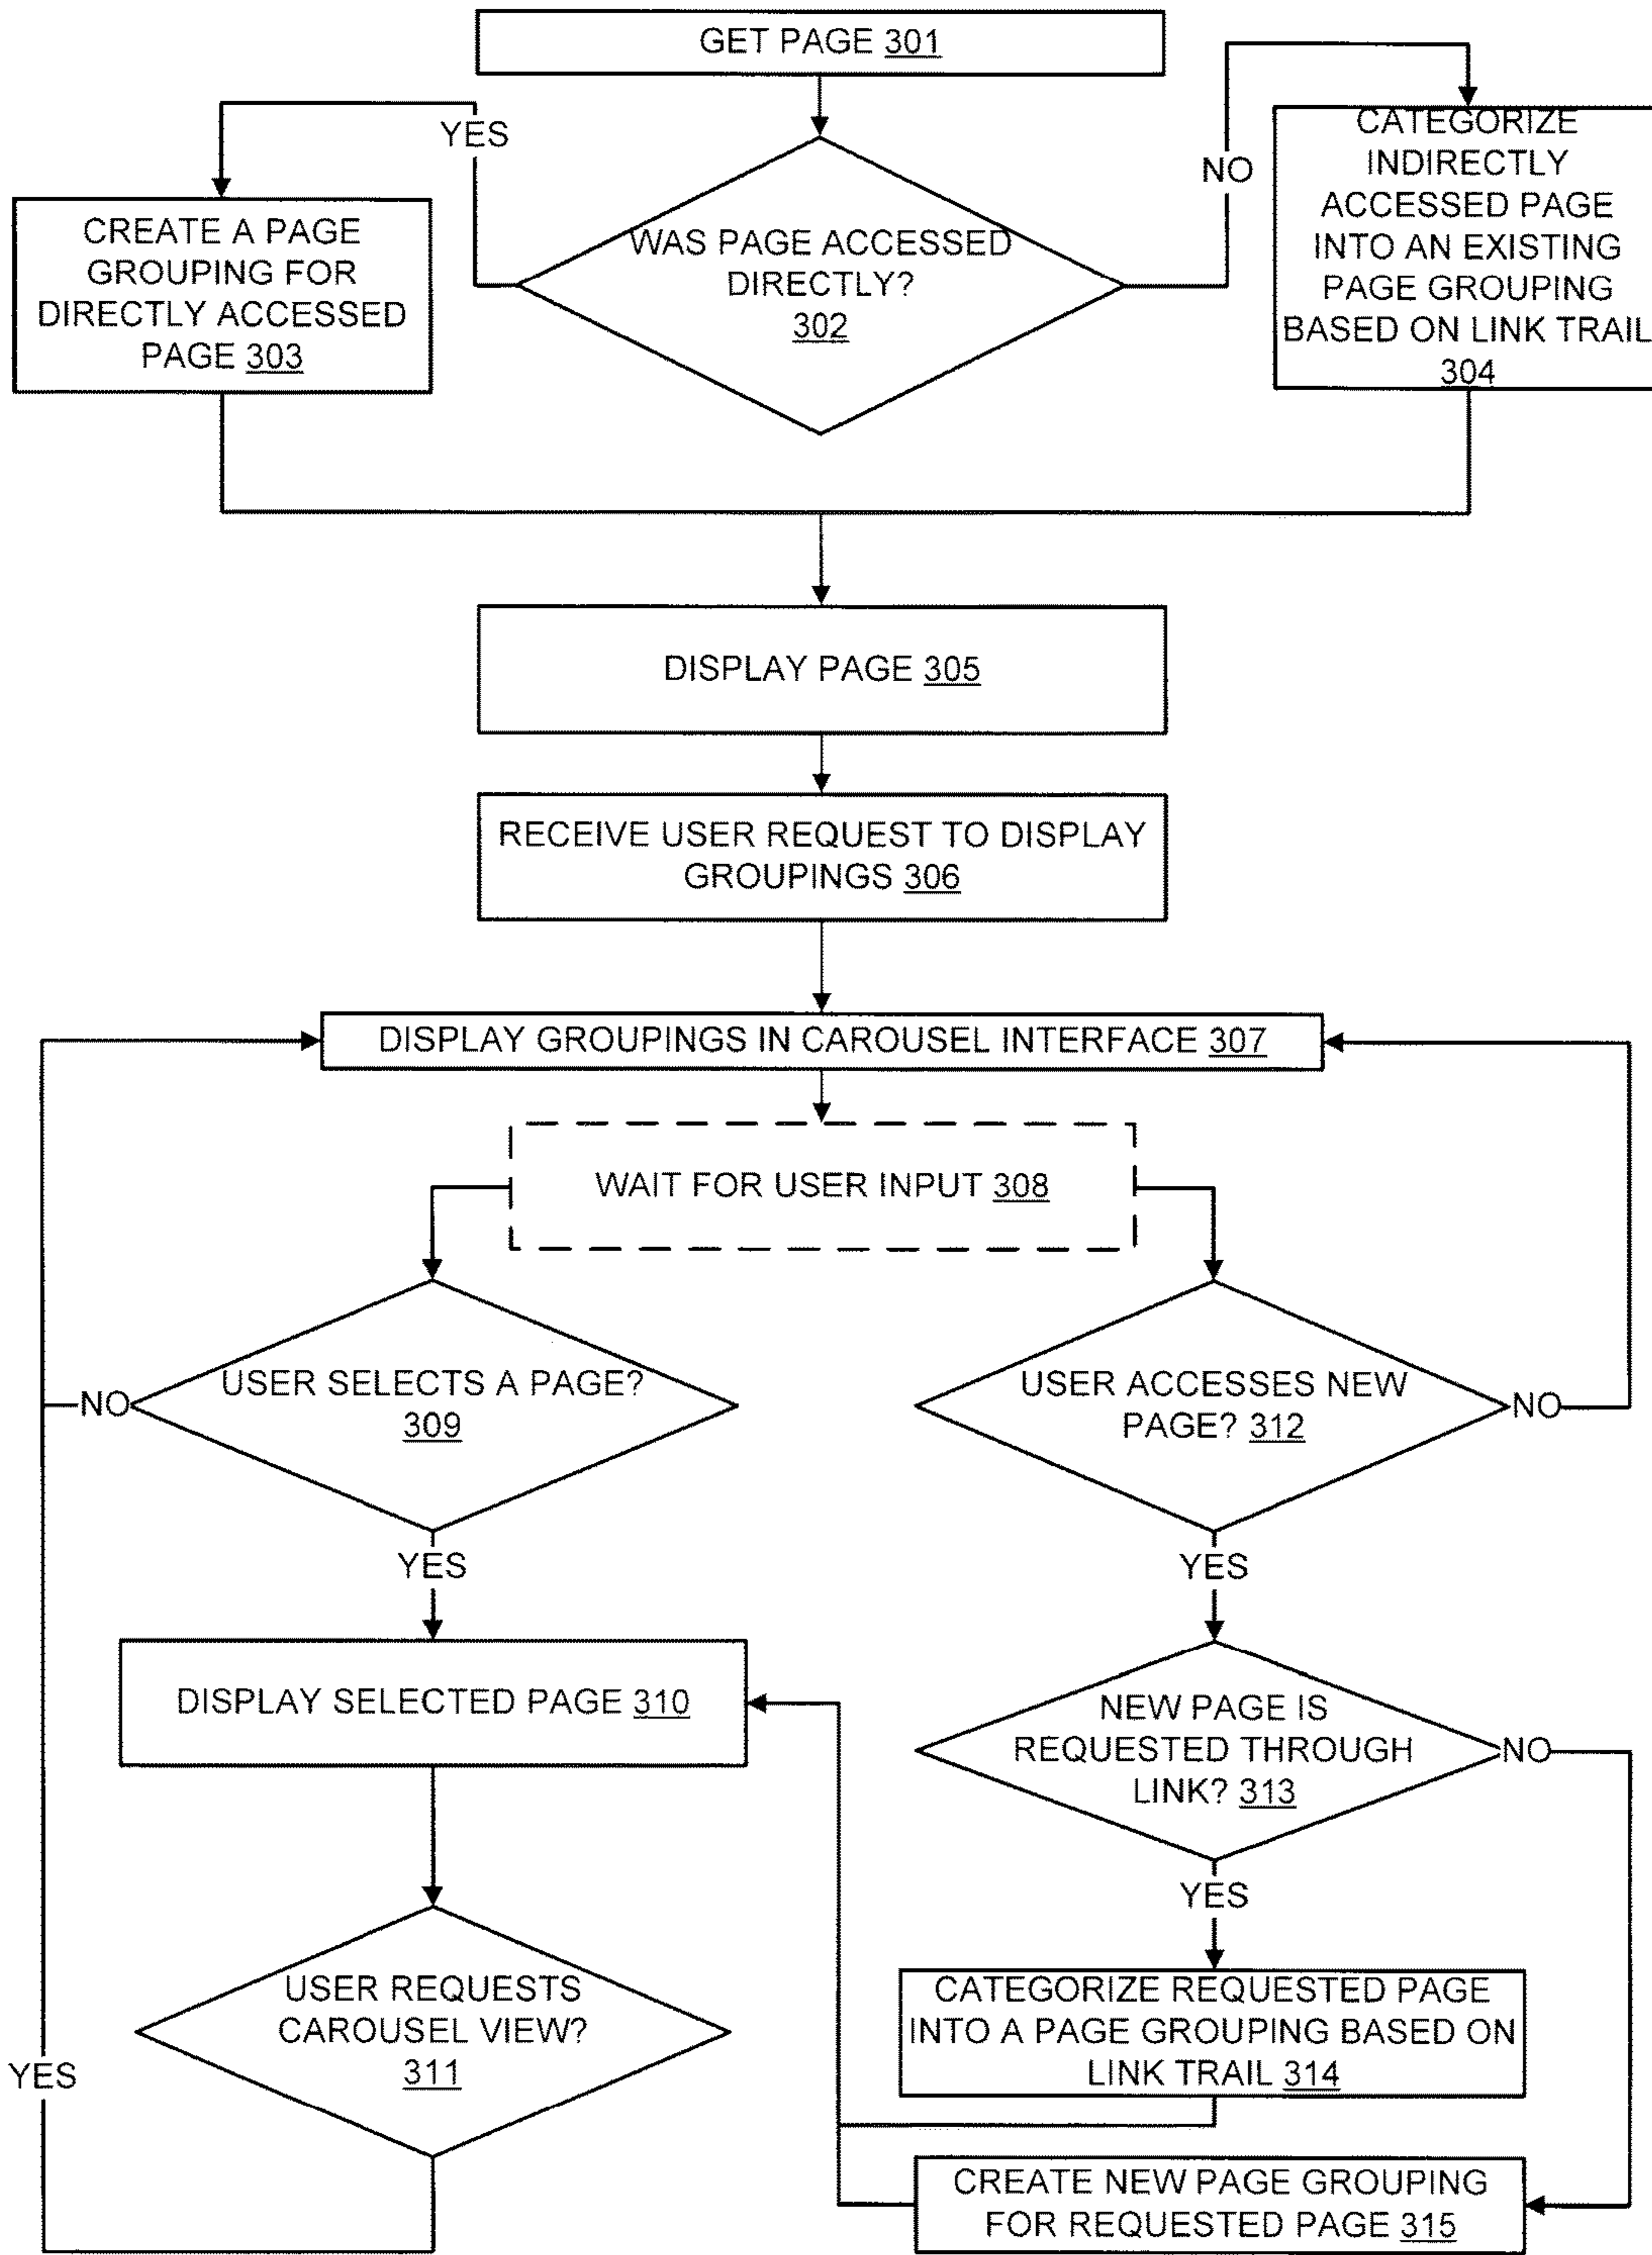 GET PAGE 301
YES
NO
CREATE A PAGE
GROUPING FOR
DIRECTLY ACCESSED
PAGE 303
WAS PAGE ACCESSED
DIRECTLY?
302
CATEGORIZE
INDIRECTLY
ACCESSED PAGE
INTO AN EXISTING
PAGE GROUPING
BASED ON LINK TRAIL
304
DISPLAY PAGE 305
RECEIVE USER REQUEST TO DISPLAY
GROUPINGS 306
DISPLAY GROUPINGS IN CAROUSEL INTERFACE 307
WAIT FOR USER INPUT 308
USER SELECTS A PAGE?
309
NO
YES
USER ACCESSES NEW
PAGE? 312
NO
YES
DISPLAY SELECTED PAGE 310
NEW PAGE IS
REQUESTED THROUGH
LINK? 313
NO
YES
USER REQUESTS
CAROUSEL VIEW?
311
YES
CATEGORIZE REQUESTED PAGE
INTO A PAGE GROUPING BASED ON
LINK TRAIL 314
CREATE NEW PAGE GROUPING
FOR REQUESTED PAGE 315